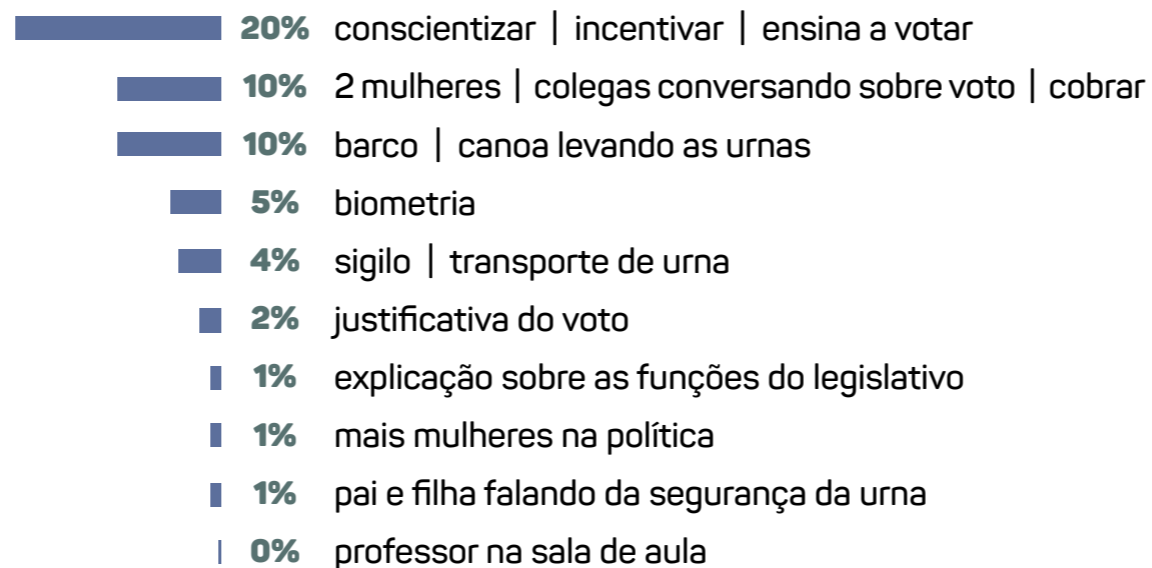 20% conscientizar | incentivar | ensina a votar
10% 2 mulheres | colegas conversando sobre voto | cobrar
10% barco | canoa levando as urnas
5% biometria
4% sigilo | transporte de urna
2% justificativa do voto
1% explicação sobre as funções do legislativo
1% mais mulheres na política
1% pai e filha falando da segurança da urna
0% professor na sala de aula